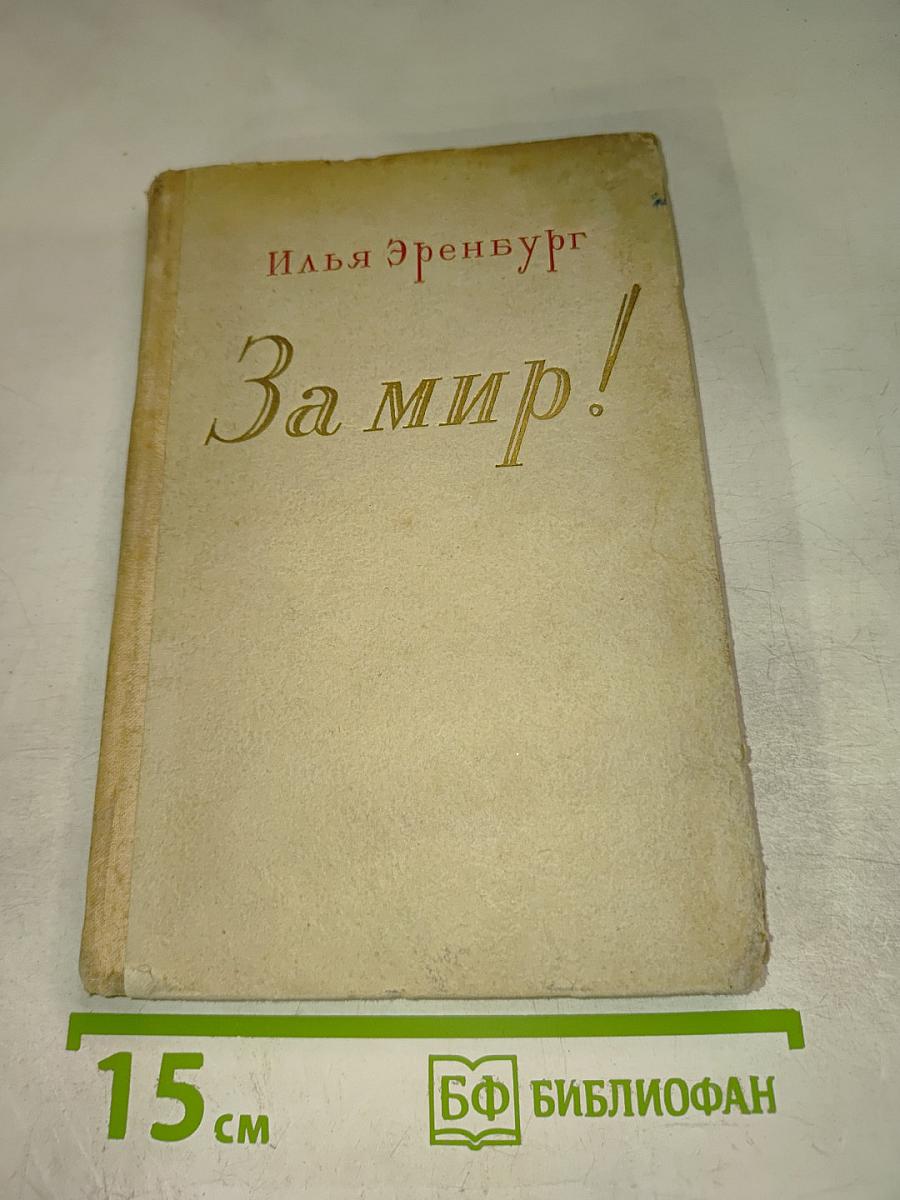 Илья Эренбург
За мир!
15 см
БФ БИБЛИОФАН